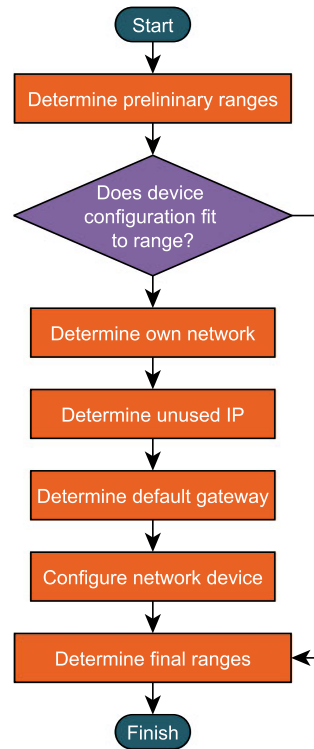 Start
Determine prelininary ranges
Does device
configuration fit
to range?
Determine own network
Determine unused IP
Determine default gateway
Configure network device
Determine final ranges
Finish